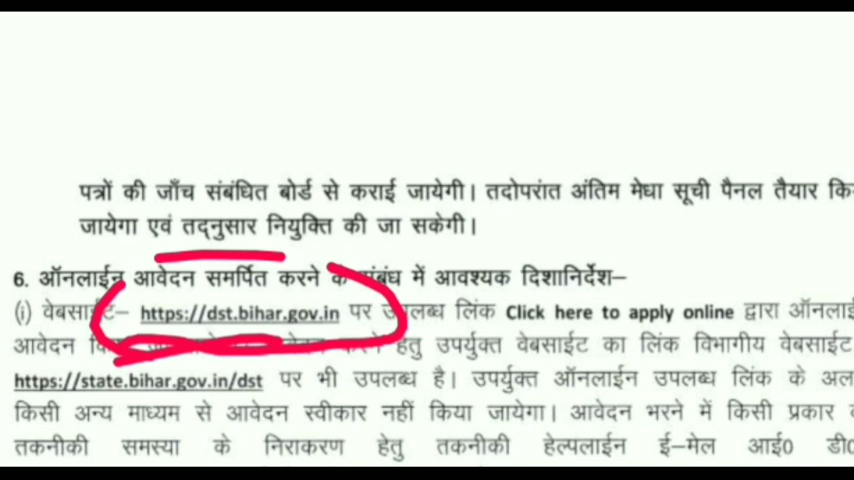 पत्रों की जाँच संबंधित बोर्ड से कराई जायेगी। तदोपरांत अंतिम मेधा सूची पैनल तैयार
जायेगा एवं तद्नुसार नियुक्ति की जा सकेगी।
6. ऑनलाईन आवेदन समर्पित करने के संबंध में आवश्यक दिशानिर्देश–
(i) वेबसाईट– https://dst.bihar.gov.in पर उपलब्ध लिंक Click here to apply online द्वारा
आवेदन हेतु उपर्युक्त वेबसाईट का लिंक विभागीय वेबसाईट
https://state.bihar.gov.in/dst पर भी उपलब्ध है। उपर्युक्त ऑनलाईन उपलब्ध लिंक के
किसी अन्य माध्यम से आवेदन स्वीकार नहीं किया जायेगा। आवेदन भरने में किसी प्रकार
तकनीकी समस्या के निराकरण हेतु तकनीकी हेल्पलाईन ई–मेल आई०